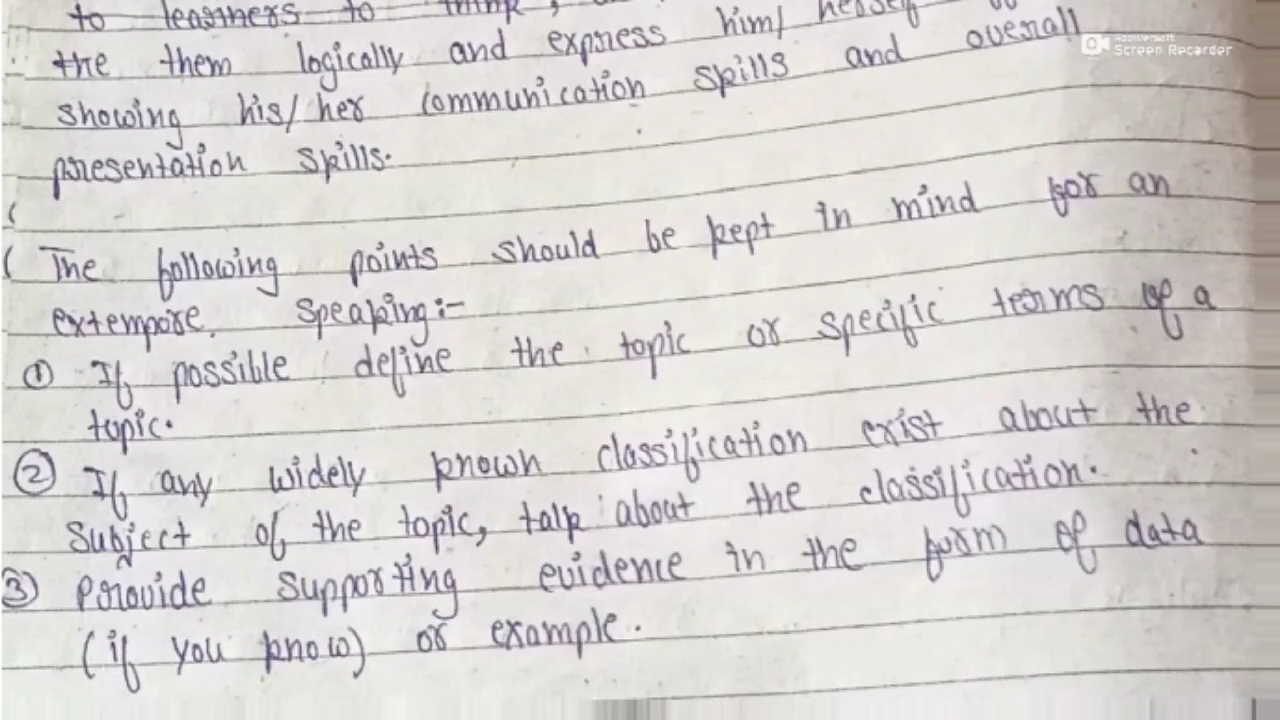 to learners to think,
the them logically and express him/ herself
showing his/her communication skills and overall
presentation skills.
The following points should be kept in mind for an
extempore. speaking:-
① If possible define the topic or specific terms of a
topic.
② If any widely known classification exist about the
subject of the topic, talk about the classification.
③ Provide supporting evidence in the form of data
(if you know) or example.
Screen Recorder